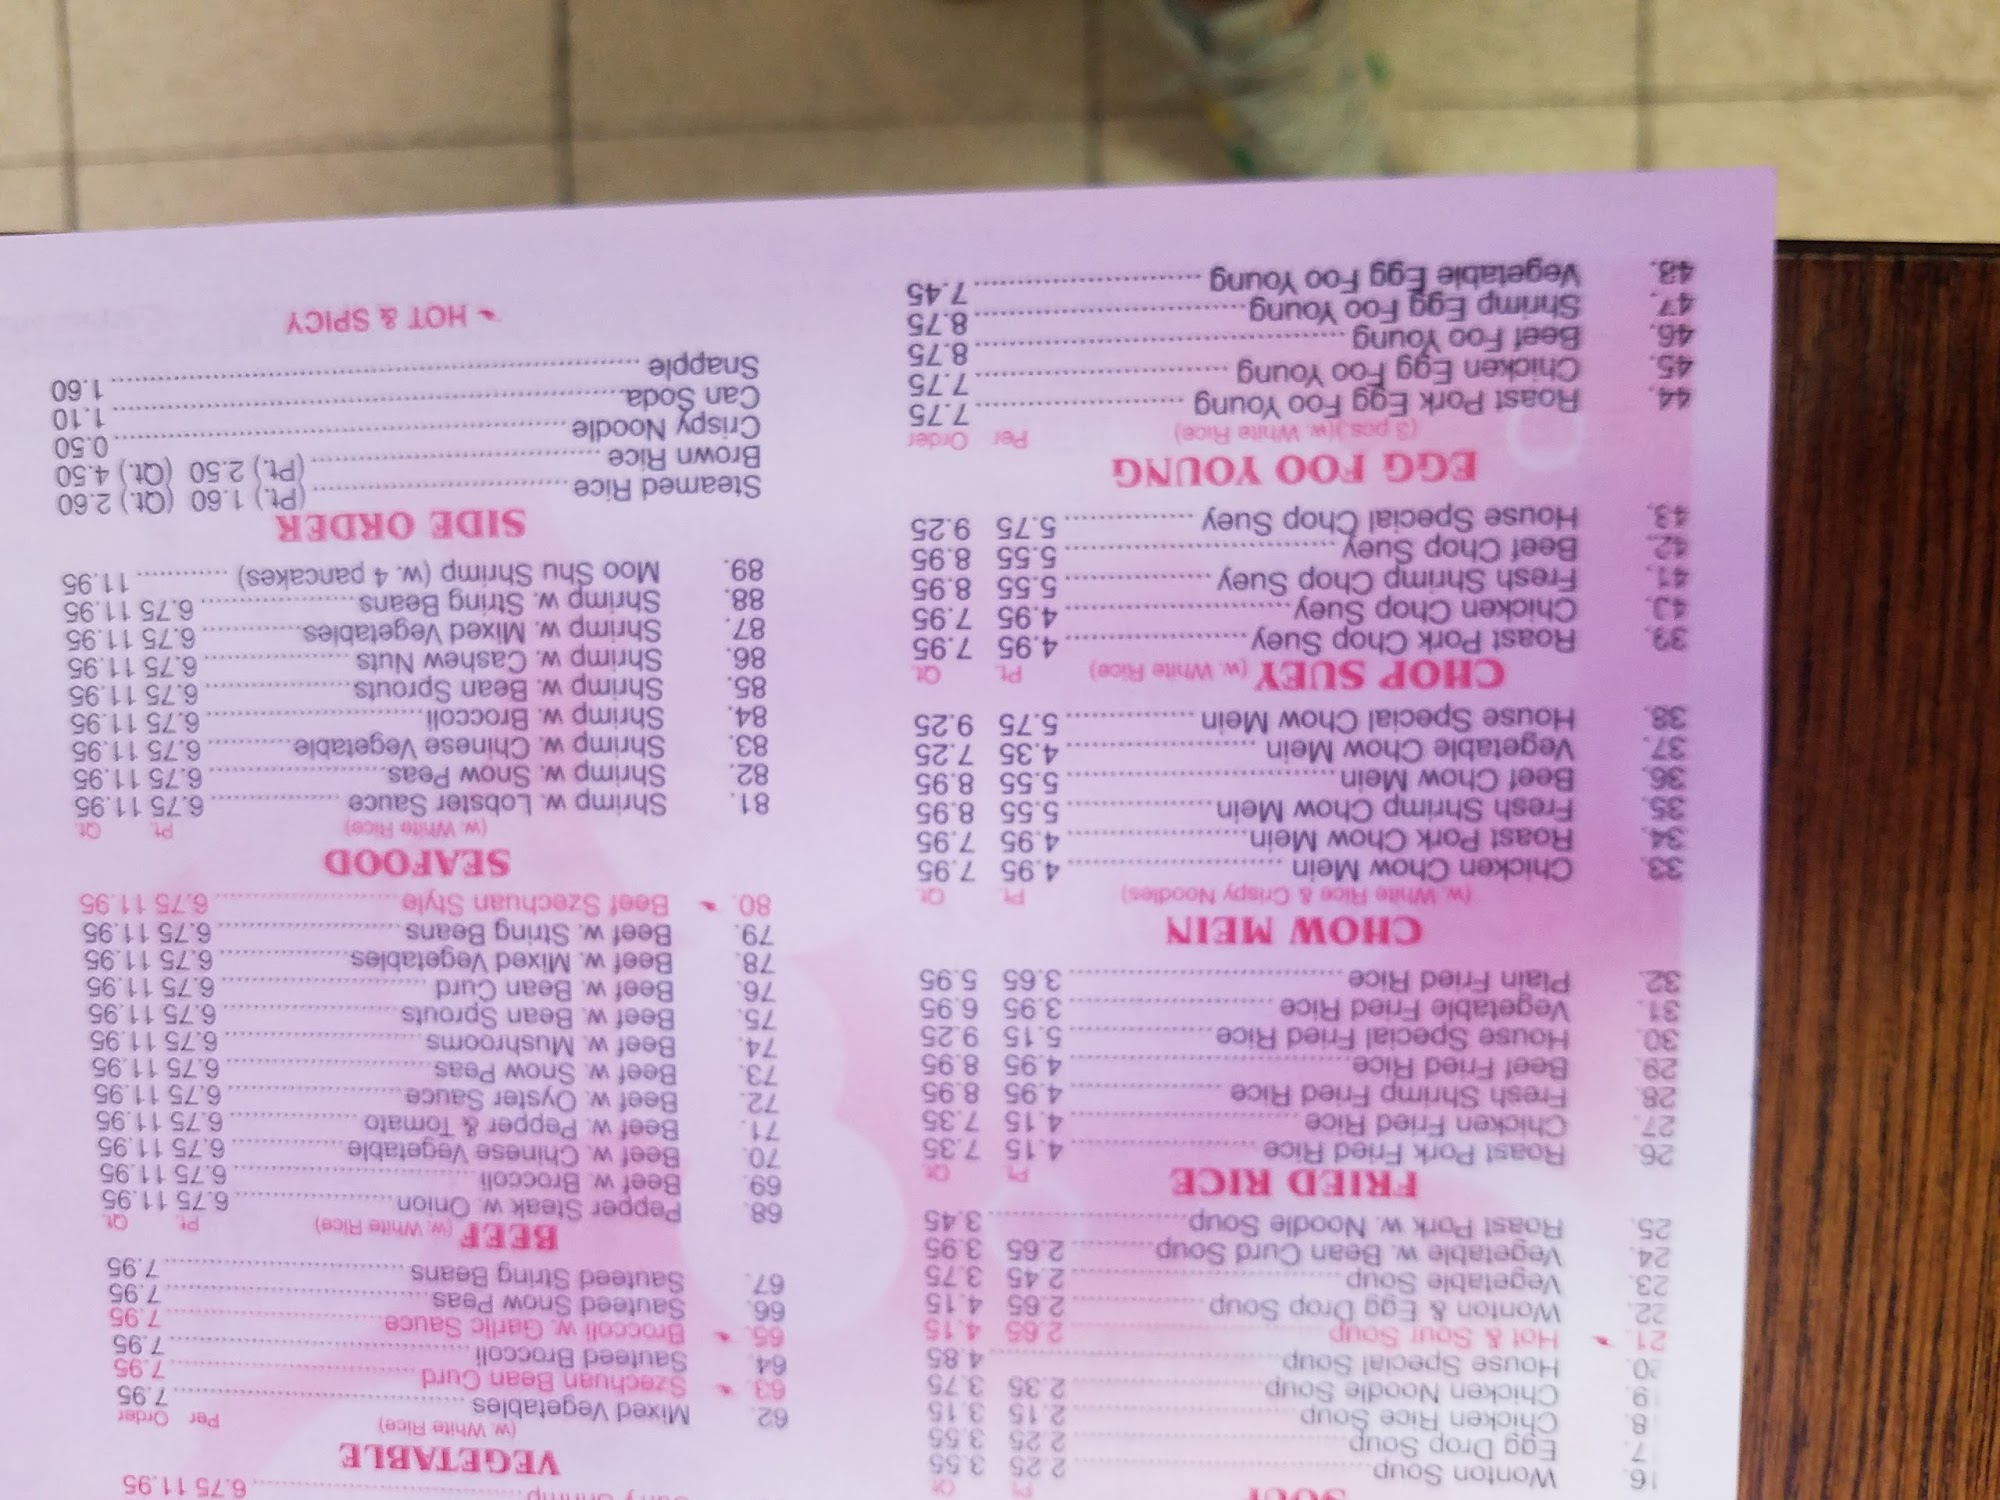 SOUP
Pt. Qt.
16. Wonton Soup 2.25 3.55
7. Egg Drop Soup 2.25 3.55
8. Chicken Rice Soup 2.15 3.15
9. Chicken Noodle Soup 2.35 3.75
20. House Special Soup 4.85
21. Hot & Sour Soup 2.65 4.15
22. Wonton & Egg Drop Soup 2.65 4.15
23. Vegetable Soup 2.45 3.75
24. Vegetable w. Bean Curd Soup 2.65 3.95
25. Roast Pork w. Noodle Soup 3.45
FRIED RICE
Pt. Qt.
26. Roast Pork Fried Rice 4.15 7.35
27. Chicken Fried Rice 4.15 7.35
28. Fresh Shrimp Fried Rice 4.95 8.95
29. Beef Fried Rice 4.95 8.95
30. House Special Fried Rice 5.15 9.25
31. Vegetable Fried Rice 3.95 6.95
32. Plain Fried Rice 3.65 5.95
CHOW MEIN
(w. White Rice & Crispy Noodles) Pt. Qt.
33. Chicken Chow Mein 4.95 7.95
34. Roast Pork Chow Mein 4.95 7.95
35. Fresh Shrimp Chow Mein 5.55 8.95
36. Beef Chow Mein 5.55 8.95
37. Vegetable Chow Mein 4.35 7.25
38. House Special Chow Mein 5.75 9.25
CHOP SUEY (w. White Rice) Pt. Qt.
39. Roast Pork Chop Suey 4.95 7.95
40. Chicken Chop Suey 4.95 7.95
41. Fresh Shrimp Chop Suey 5.55 8.95
42. Beef Chop Suey 5.55 8.95
43. House Special Chop Suey 5.75 9.25
EGG FOO YOUNG
(3 pcs.)(w. White Rice) Per Order
44. Roast Pork Egg Foo Young 7.75
45. Chicken Egg Foo Young 7.75
46. Beef Foo Young 8.75
47. Shrimp Egg Foo Young 8.75
48. Vegetable Egg Foo Young 7.45
Shrimp 6.75 11.95
VEGETABLE
(w. White Rice) Per Order
62. Mixed Vegetables 7.95
63. Szechuan Bean Curd 7.95
64. Sauteed Broccoli 7.95
65. Broccoli w. Garlic Sauce 7.95
66. Sauteed Snow Peas 7.95
67. Sauteed String Beans 7.95
BEEF (w. White Rice) Pt. Qt.
68. Pepper Steak w. Onion 6.75 11.95
69. Beef w. Broccoli 6.75 11.95
70. Beef w. Chinese Vegetable 6.75 11.95
71. Beef w. Pepper & Tomato 6.75 11.95
72. Beef w. Oyster Sauce 6.75 11.95
73. Beef w. Snow Peas 6.75 11.95
74. Beef w. Mushrooms 6.75 11.95
75. Beef w. Bean Sprouts 6.75 11.95
76. Beef w. Bean Curd 6.75 11.95
78. Beef w. Mixed Vegetables 6.75 11.95
79. Beef w. String Beans 6.75 11.95
80. Beef Szechuan Style 6.75 11.95
SEAFOOD
(w. White Rice) Pt. Qt.
81. Shrimp w. Lobster Sauce 6.75 11.95
82. Shrimp w. Snow Peas 6.75 11.95
83. Shrimp w. Chinese Vegetable 6.75 11.95
84. Shrimp w. Broccoli 6.75 11.95
85. Shrimp w. Bean Sprouts 6.75 11.95
86. Shrimp w. Cashew Nuts 6.75 11.95
87. Shrimp w. Mixed Vegetables 6.75 11.95
88. Shrimp w. String Beans 6.75 11.95
89. Moo Shu Shrimp (w. 4 pancakes) 11.95
SIDE ORDER
Steamed Rice (Pt.) 1.60 (Qt.) 2.60
Brown Rice (Pt.) 2.50 (Qt.) 4.50
Crispy Noodle 0.50
Can Soda 1.10
Snapple 1.60
HOT & SPICY